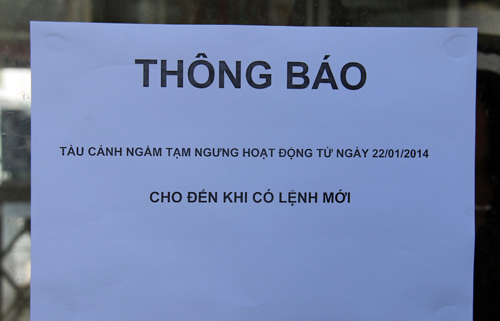 THÔNG BÁO
TÀU CÁNH NGẦM TẠM NGƯNG HOẠT ĐỘNG TỪ NGÀY 22/01/2014
CHO ĐẾN KHI CÓ LỆNH MỚI